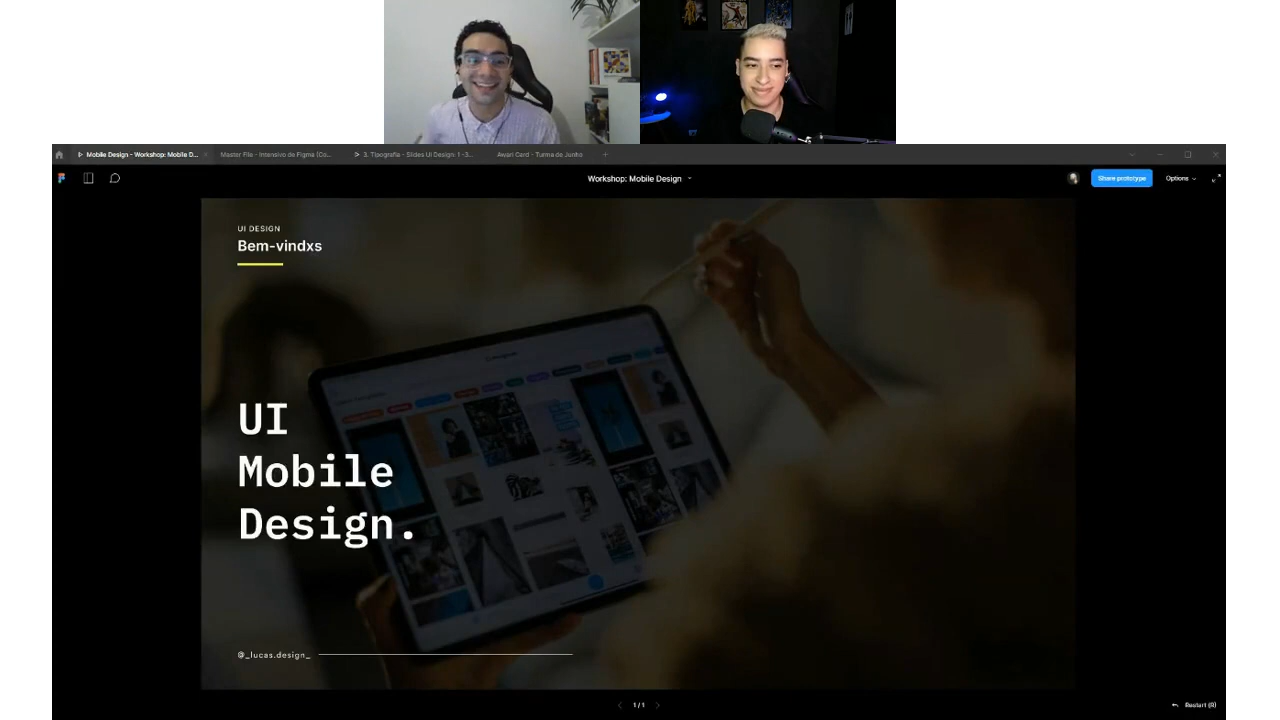 Mobile Design - Workshop: Mobile D...
Master File - Intensivo de Figma (Co...
3. Tipografia - Slides UI Design: 1 -3...
Awari Card - Turma de Junho
Workshop: Mobile Design
Share prototype
Options
UI DESIGN
Bem-vindxs
UI
Mobile
Design.
@_lucas.design_
1/1
Restart (R)